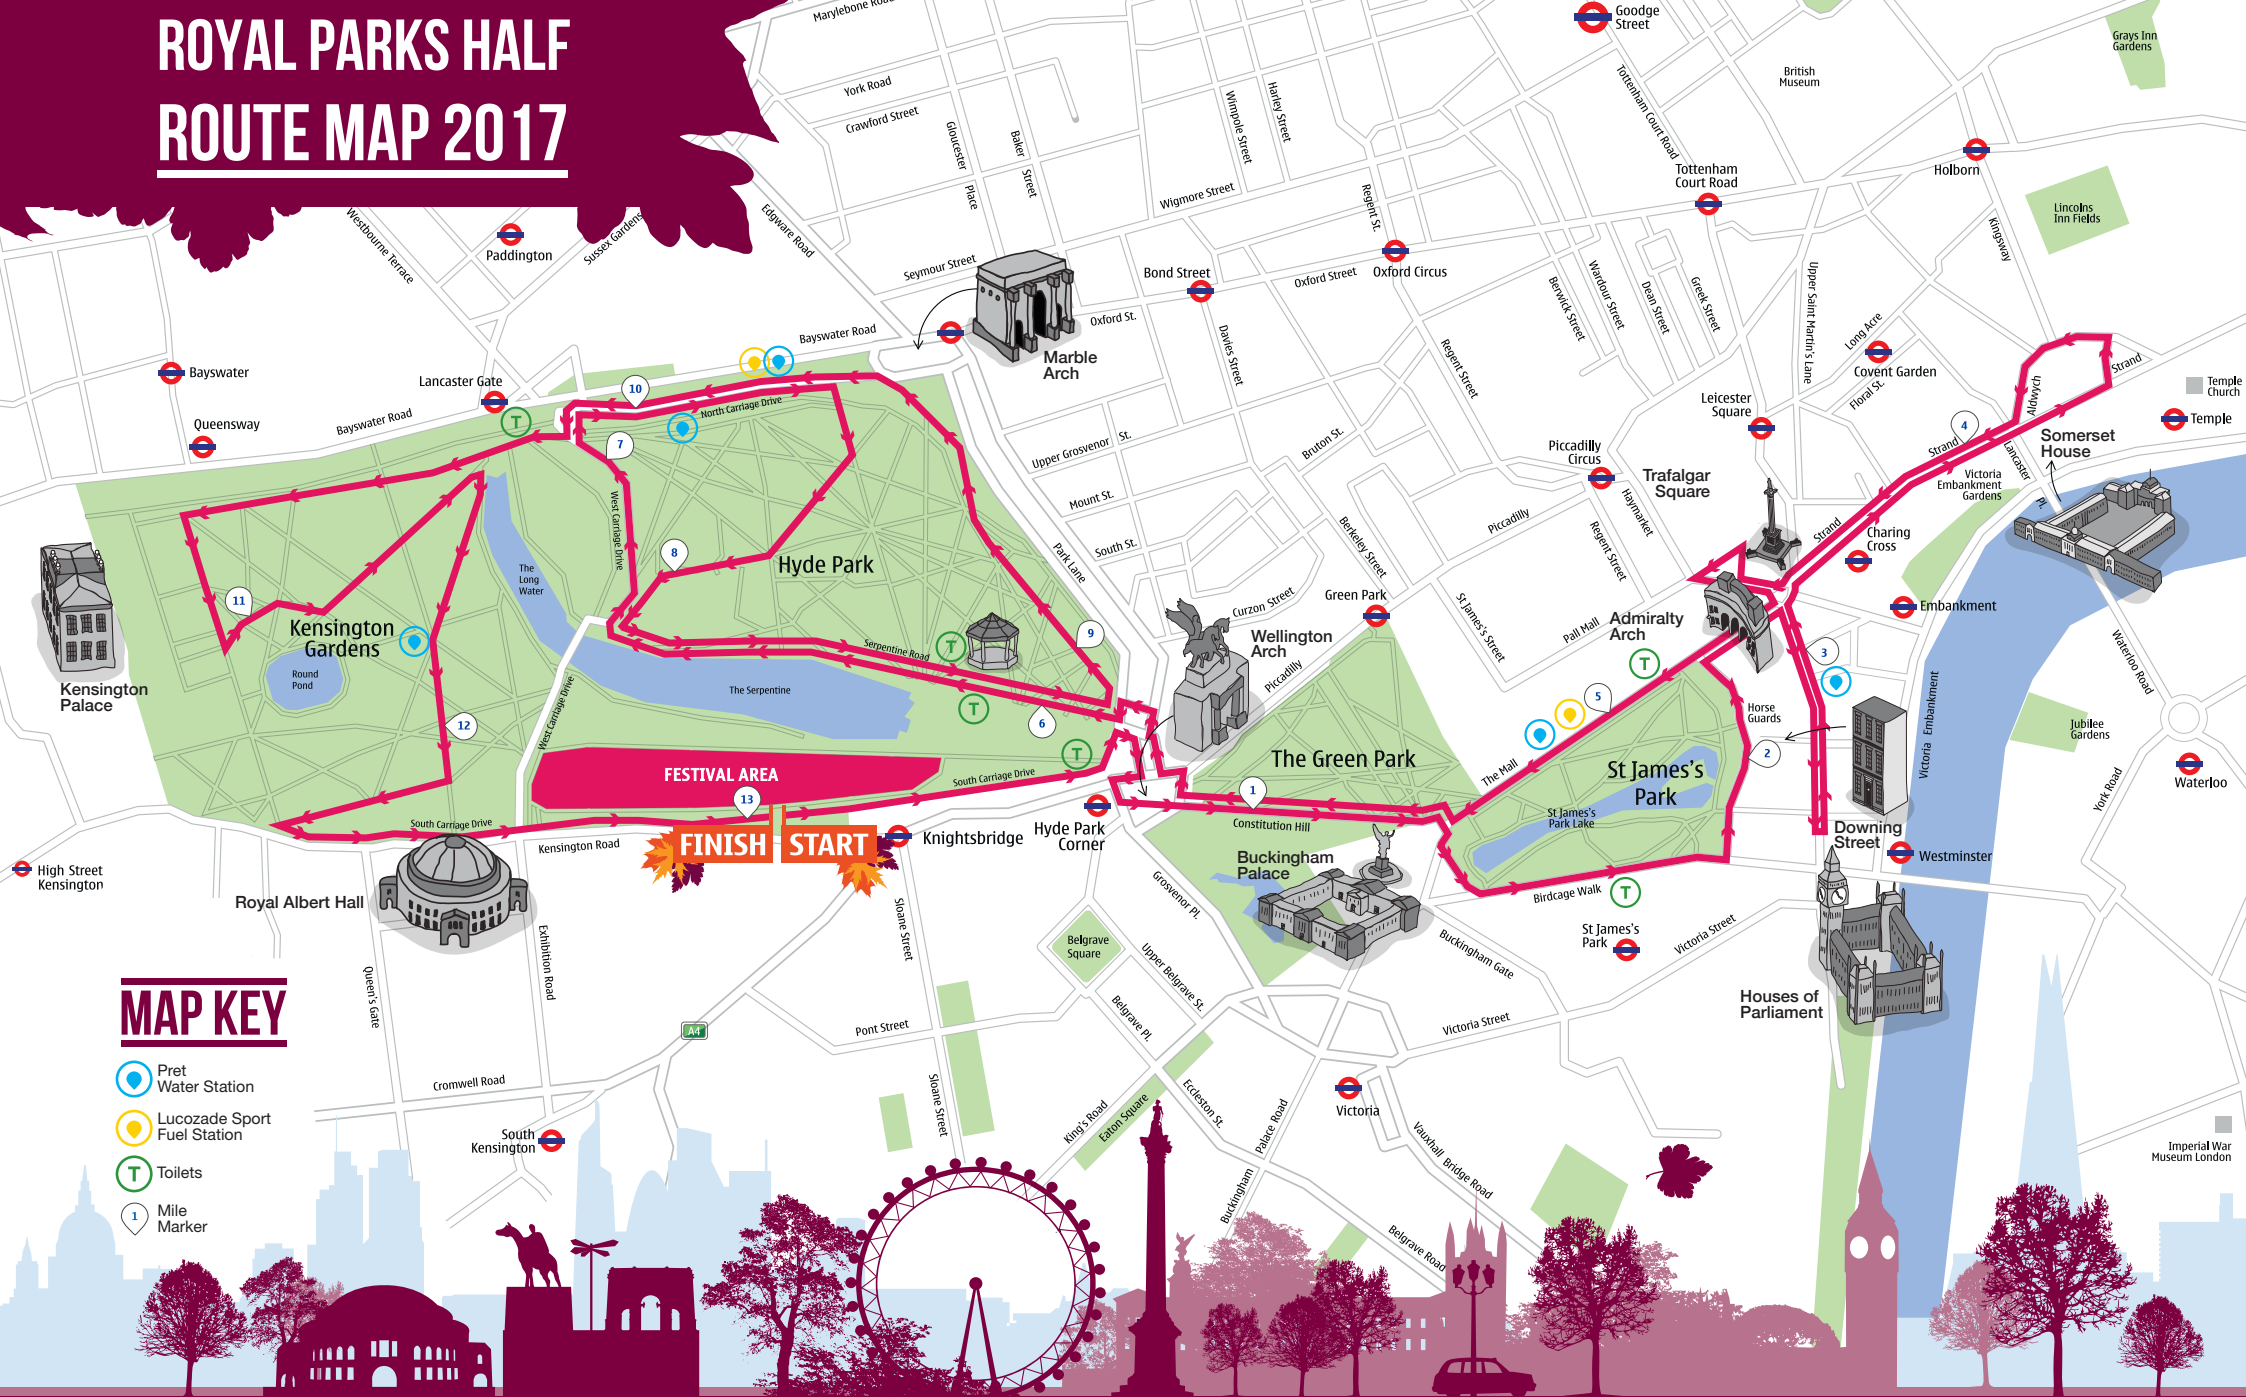 ROYAL PARKS HALF
ROUTE MAP 2017
Marylebone Road
Goodge
Street
Grays Inn
Gardens
British
Museum
York Road
Crawford Street
Gloucester
Place
Baker
Street
Wimpole Street
Harley Street
Tottenham Court Road
Tottenham
Court Road
Holborn
Lincolns
Inn Fields
Kingsway
Westbourne Terrace
Paddington
Sussex Gardens
Edgware Road
Wigmore Street
Regent St.
Seymour Street
Bond Street
Oxford Street
Oxford Circus
Berwick Street
Wardour Street
Dean Street
Greek Street
Upper Saint Martin's Lane
Long Acre
Covent Garden
Floral St.
Oxford St.
Marble
Arch
Bayswater Road
Davies Street
Regent Street
Strand
Aldwych
Temple
Church
Temple
Bayswater
Lancaster Gate
Queensway
Bayswater Road
T
10
North Carriage Drive
7
Upper Grosvenor St.
Bruton St.
Leicester
Square
Piccadilly
Circus
Trafalgar
Square
4
Strand
Somerset
House
Lancaster
Pl.
Victoria
Embankment
Gardens
Mount St.
Haymarket
Piccadilly
Regent Street
Berkeley Street
Strand
Charing
Cross
West Carriage Drive
8
Hyde Park
South St.
Park Lane
The
Long
Water
11
Kensington
Gardens
Curzon Street
Green Park
St James's Street
Pall Mall
Admiralty
Arch
Embankment
Waterloo Road
Wellington
Arch
Piccadilly
9
T
Serpentine Road
Round
Pond
The Serpentine
T
6
T
Kensington
Palace
12
West Carriage Drive
T
5
3
Horse
Guards
2
Victoria Embankment
Jubilee
Gardens
York Road
Waterloo
FESTIVAL AREA
13
South Carriage Drive
The Green Park
The Mall
St James's
Park
St James's
Park Lake
1
Constitution Hill
South Carriage Drive
Kensington Road
FINISH
START
Knightsbridge
Hyde Park
Corner
Buckingham
Palace
Downing
Street
Westminster
High Street
Kensington
Royal Albert Hall
Grosvenor Pl.
Birdcage Walk
T
St James's
Park
Victoria Street
Buckingham Gate
Exhibition Road
Queen's Gate
Sloane Street
Belgrave
Square
Upper Belgrave St.
Belgrave Pl.
Houses of
Parliament
Victoria Street
MAP KEY
Pret
Water Station
Lucozade Sport
Fuel Station
T
Toilets
1
Mile
Marker
A4
Pont Street
Cromwell Road
South
Kensington
Sloane Street
King's Road
Eaton Square
Eccleston St.
Buckingham
Palace Road
Victoria
Vauxhall Bridge Road
Belgrave Road
Imperial War
Museum London